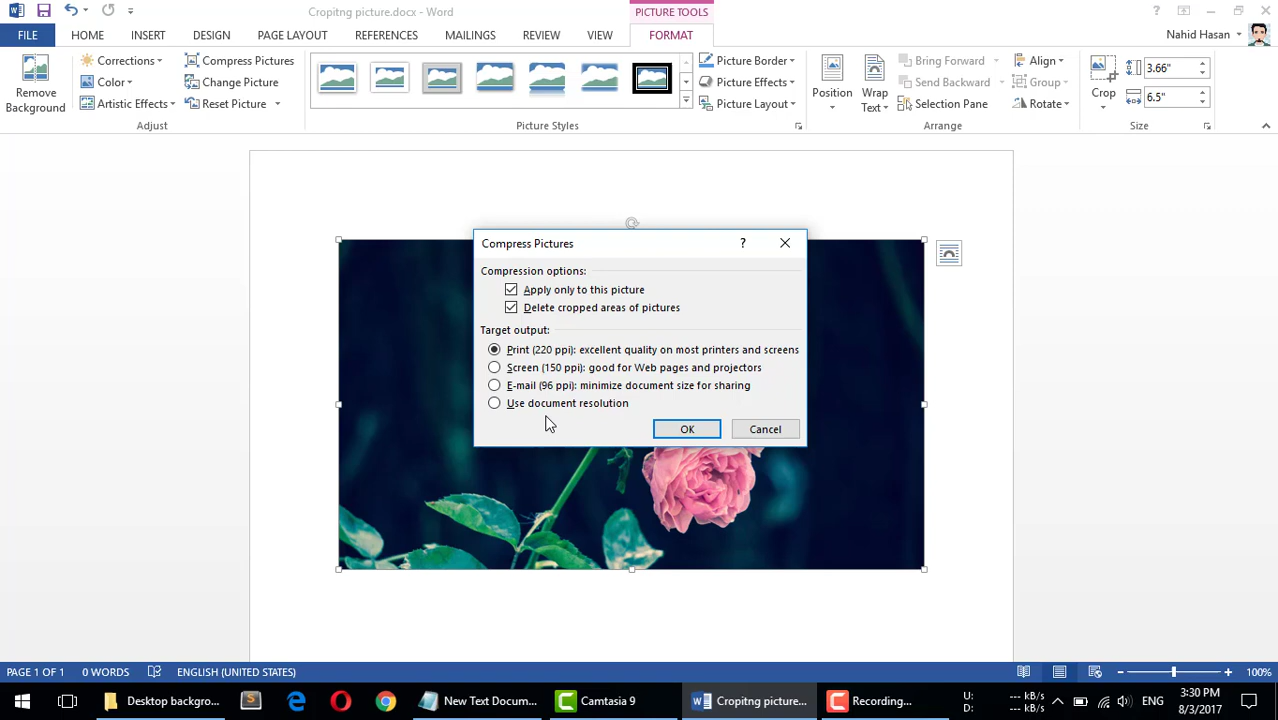 Cropitng picture.docx - Word
PICTURE TOOLS
?
FILE
HOME
INSERT
DESIGN
PAGE LAYOUT
REFERENCES
MAILINGS
REVIEW
VIEW
FORMAT
Nahid Hasan
Remove Background
Corrections
Color
Artistic Effects
Compress Pictures
Change Picture
Reset Picture
Adjust
Picture Border
Picture Effects
Picture Layout
Picture Styles
Position
Wrap Text
Bring Forward
Send Backward
Selection Pane
Align
Group
Rotate
Arrange
Crop
3.66"
6.5"
Size
Compress Pictures
?
Compression options:
Apply only to this picture
Delete cropped areas of pictures
Target output:
Print (220 ppi): excellent quality on most printers and screens
Screen (150 ppi): good for Web pages and projectors
E-mail (96 ppi): minimize document size for sharing
Use document resolution
OK
Cancel
PAGE 1 OF 1
0 WORDS
ENGLISH (UNITED STATES)
100%
Desktop backgro...
New Text Docum...
Camtasia 9
Cropitng picture...
Recording...
U:
D:
--- kB/s
--- kB/s
ENG
3:30 PM
8/3/2017